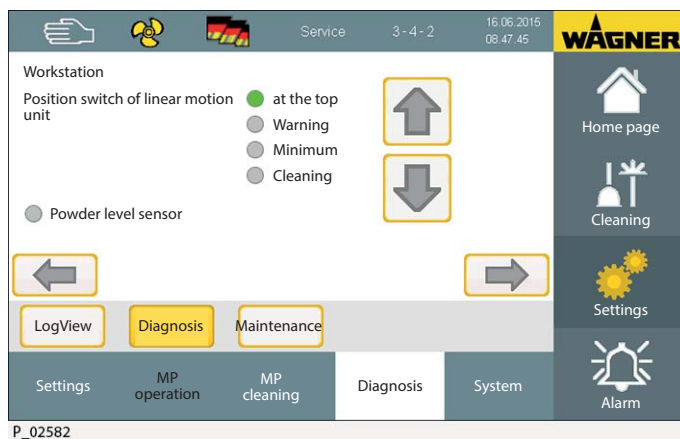 Service 3-4-2 16.06.2015
08.47.45
WAGNER
Workstation
Position switch of linear motion
unit
at the top
Warning
Minimum
Cleaning
Powder level sensor
LogView Diagnosis Maintenance
Settings MP operation MP cleaning Diagnosis System
Home page
Cleaning
Settings
Alarm
P_02582